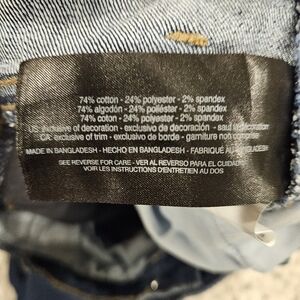 74% cotton - 24% polyester - 2% spandex
74% algodón - 24% poliéster - 2% spandex
74% coton - 24% polyester - 2% spandex
US: exclusive of decoration - exclusivo de decoración - sauf la décoration
CA: exclusive of trim - exclusivo de borde - garniture non comprise
MADE IN BANGLADESH - HECHO EN BANGLADESH - FABRIQUÉ AU BANGLADESH
SEE REVERSE FOR CARE - VER AL REVERSO PARA EL CUIDADO
VOIR LES INSTRUCTIONS D'ENTRETIEN AU DOS